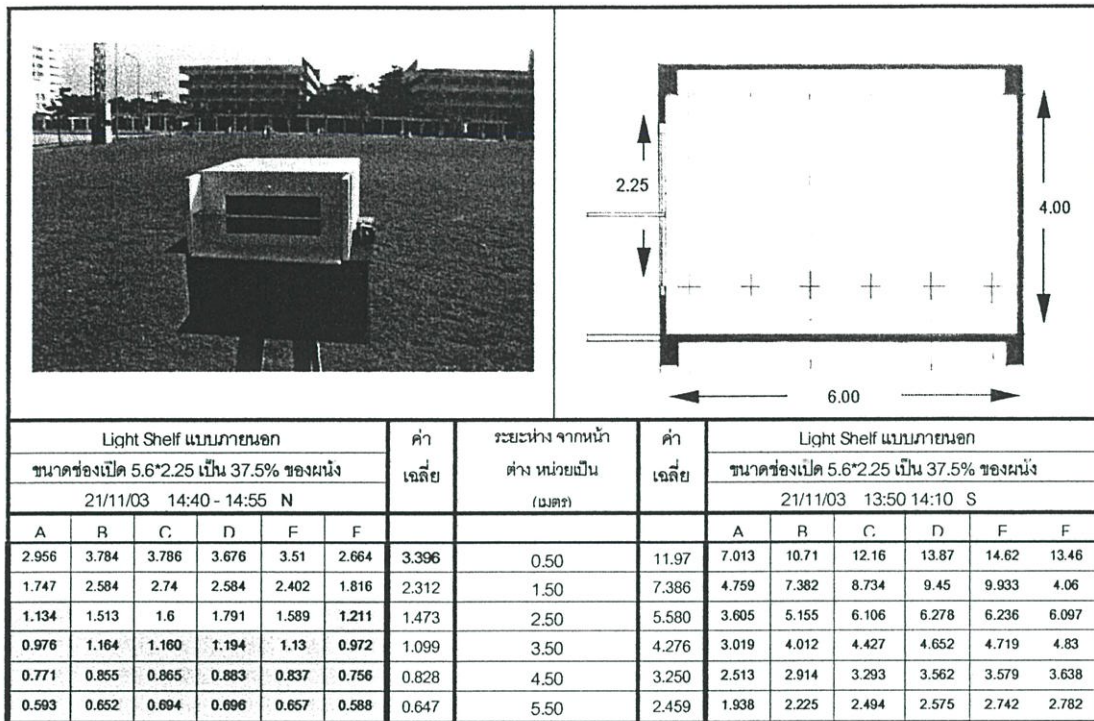 2.25
4.00
6.00
Light Shelf แบบภายนอก
ค่า
เฉลี่ย
ระยะห่าง จากหน้า
ต่าง หน่วยเป็น
(เมตร)
ค่า
เฉลี่ย
Light Shelf แบบภายนอก
ขนาดช่องเปิด 5.6*2.25 เป็น 37.5% ของผนัง
ขนาดช่องเปิด 5.6*2.25 เป็น 37.5% ของผนัง
21/11/03 14:40 - 14:55 N
21/11/03 13:50 14:10 S
A B C D E F A B C D E F
2.956 3.784 3.786 3.676 3.51 2.664 3.396 0.50 11.97 7.013 10.71 12.16 13.87 14.62 13.46
1.747 2.584 2.74 2.584 2.402 1.816 2.312 1.50 7.386 4.759 7.382 8.734 9.45 9.933 4.06
1.134 1.513 1.6 1.791 1.589 1.211 1.473 2.50 5.580 3.605 5.155 6.106 6.278 6.236 6.097
0.976 1.164 1.160 1.194 1.13 0.972 1.099 3.50 4.276 3.019 4.012 4.427 4.652 4.719 4.83
0.771 0.855 0.865 0.883 0.837 0.756 0.828 4.50 3.250 2.513 2.914 3.293 3.562 3.579 3.638
0.593 0.652 0.694 0.696 0.657 0.588 0.647 5.50 2.459 1.938 2.225 2.494 2.575 2.742 2.782